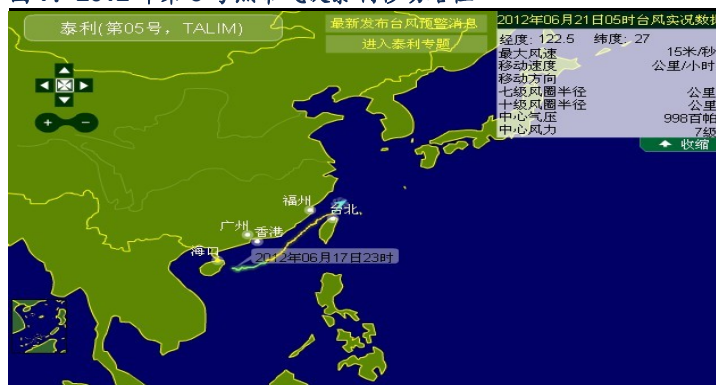 泰利(第05号，TALIM)
最新发布台风预警消息
进入泰利专题
2012年06月21日05时台风实况数据
经度: 122.5 纬度: 27
最大风速 15米/秒
移动速度 公里/小时
移动方向
七级风圈半径 公里
十级风圈半径 公里
中心气压 998百帕
中心风力 7级
收缩
福州
台北
广州
香港
海口
2012年06月17日23时